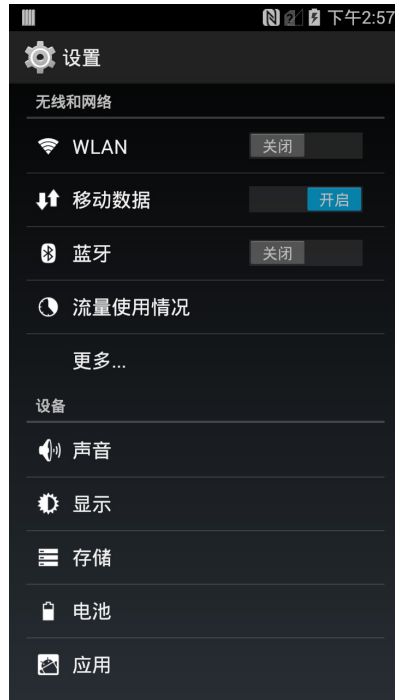 下午2:57
设置
无线和网络
WLAN 关闭
移动数据 开启
蓝牙 关闭
流量使用情况
更多...
设备
声音
显示
存储
电池
应用